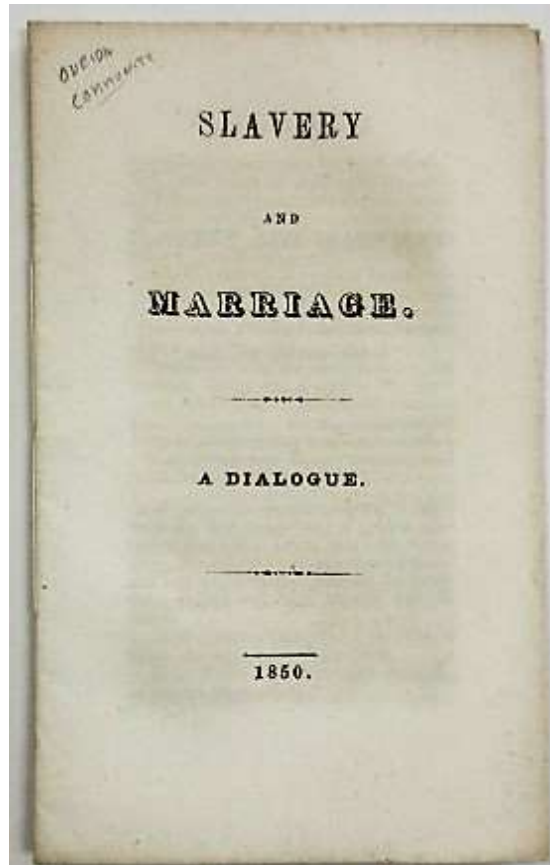 ONEIDA
COMMUNITY
SLAVERY
AND
MARRIAGE.
A DIALOGUE.
1850.